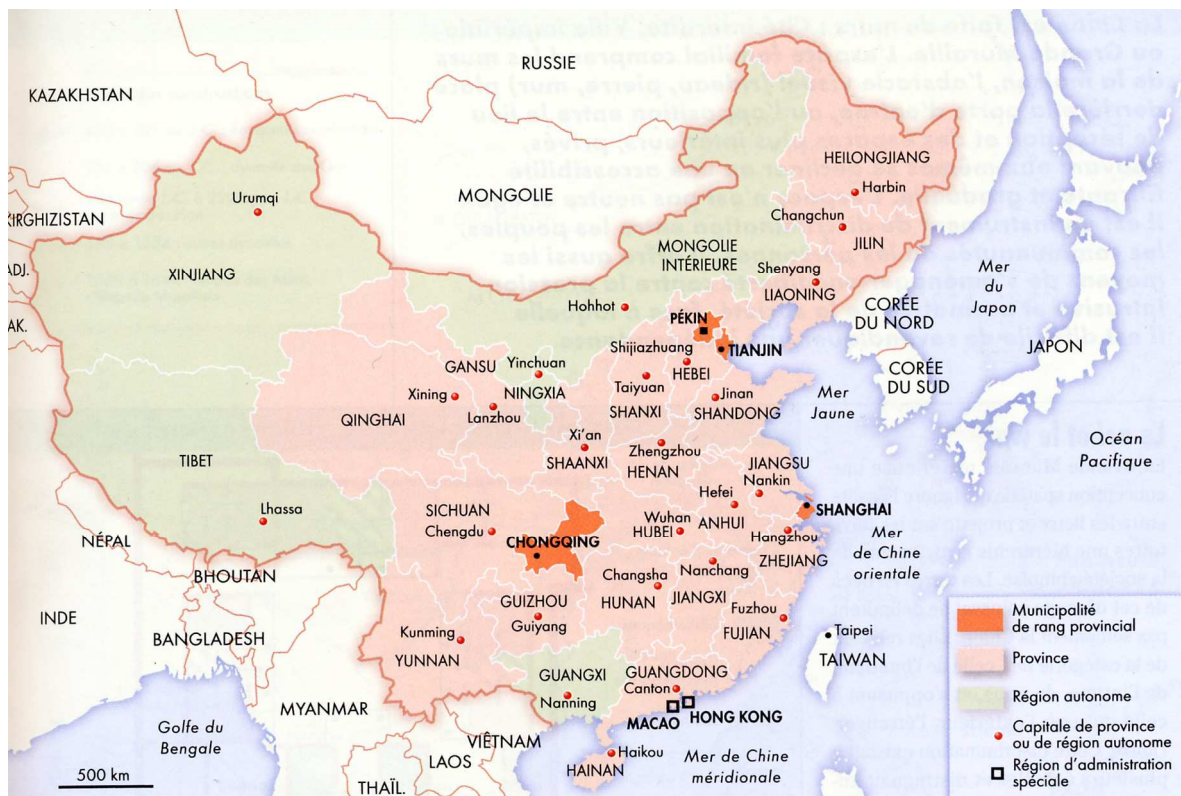 RUSSIE
KAZAKHSTAN
HEILONGJIANG
Harbin
Urumqi
MONGOLIE
KIRGHIZISTAN
Changchun
JILIN
MONGOLIE
INTÉRIEURE
XINJIANG
ADJ.
Shenyang
LIAONING
Mer
du
Japon
Hohhot
CORÉE
DU NORD
PÉKIN
AK.
TIANJIN
Shijiazhuang
HEBEI
JAPON
GANSU
Yinchuan
CORÉE
DU SUD
Taiyuan
Xining
NINGXIA
Jinan
Mer
Jaune
Lanzhou
SHANXI
SHANDONG
QINGHAI
Xi'an
Zhengzhou
Océan
Pacifique
TIBET
SHAANXI
HENAN
JIANGSU
Nankin
Hefei
Lhassa
SICHUAN
SHANGHAI
Chengdu
Wuhan
HUBEI
ANHUI
Hangzhou
NÉPAL
CHONGQING
Mer
de Chine
orientale
ZHEJIANG
BHOUTAN
Changsha
Nanchang
HUNAN
JIANGXI
GUIZHOU
Guiyang
Fuzhou
INDE
BANGLADESH
Kunming
FUJIAN
Taipei
YUNNAN
TAIWAN
GUANGXI
GUANGDONG
Canton
Nanning
MYANMAR
MACAO
HONG KONG
Golfe du
Bengale
VIÊTNAM
Haikou
LAOS
HAINAN
Mer de Chine
méridionale
500 km
THAÏL.
Municipalité
de rang provincial
Province
Région autonome
Capitale de province
ou de région autonome
Région d'administration
spéciale